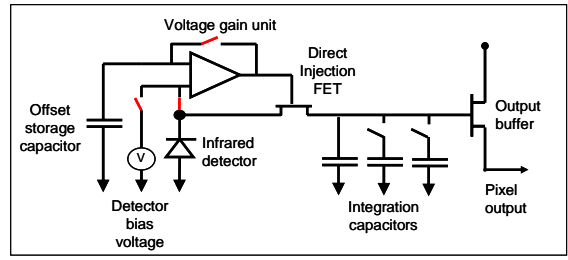 Voltage gain unit
Direct
Injection
FET
Offset
storage
capacitor
Output
buffer
Infrared
detector
V
Detector
bias
voltage
Integration
capacitors
Pixel
output